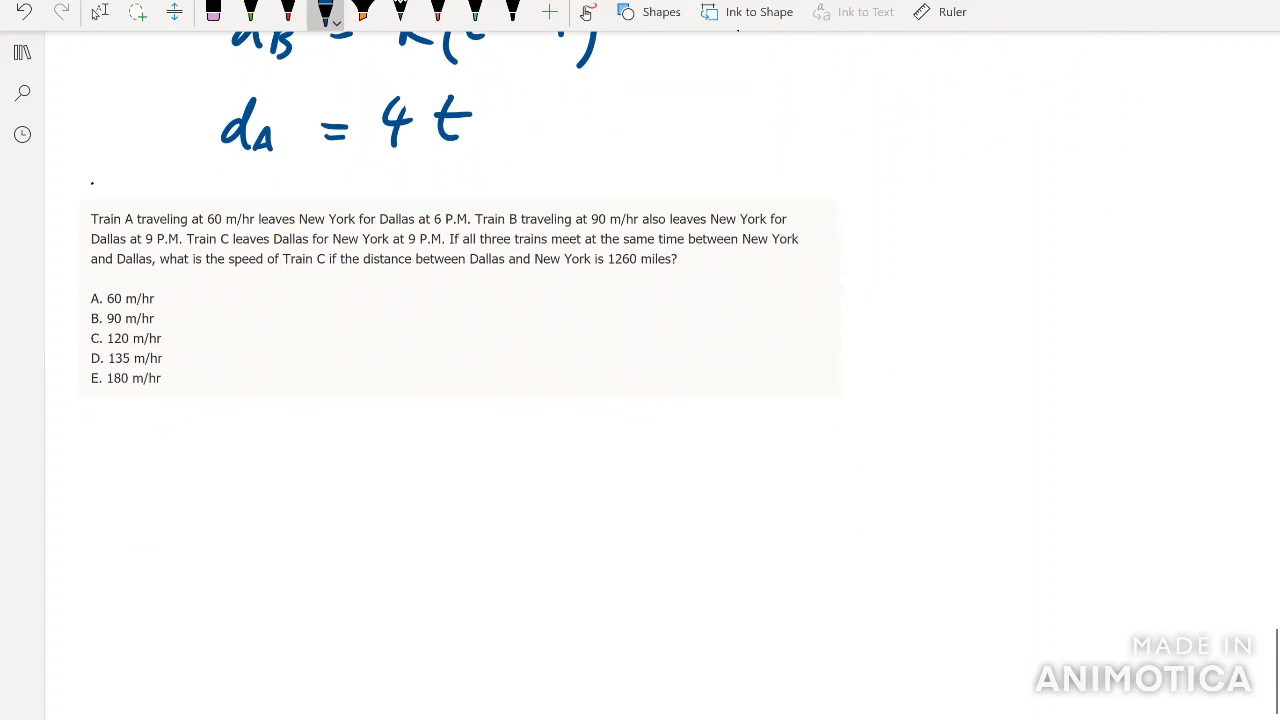 Shapes
Ink to Shape
Ink to Text
Ruler
dB =
dA = 4 t
Train A traveling at 60 m/hr leaves New York for Dallas at 6 P.M. Train B traveling at 90 m/hr also leaves New York for
Dallas at 9 P.M. Train C leaves Dallas for New York at 9 P.M. If all three trains meet at the same time between New York
and Dallas, what is the speed of Train C if the distance between Dallas and New York is 1260 miles?
A. 60 m/hr
B. 90 m/hr
C. 120 m/hr
D. 135 m/hr
E. 180 m/hr
MADE IN
ANIMOTICA